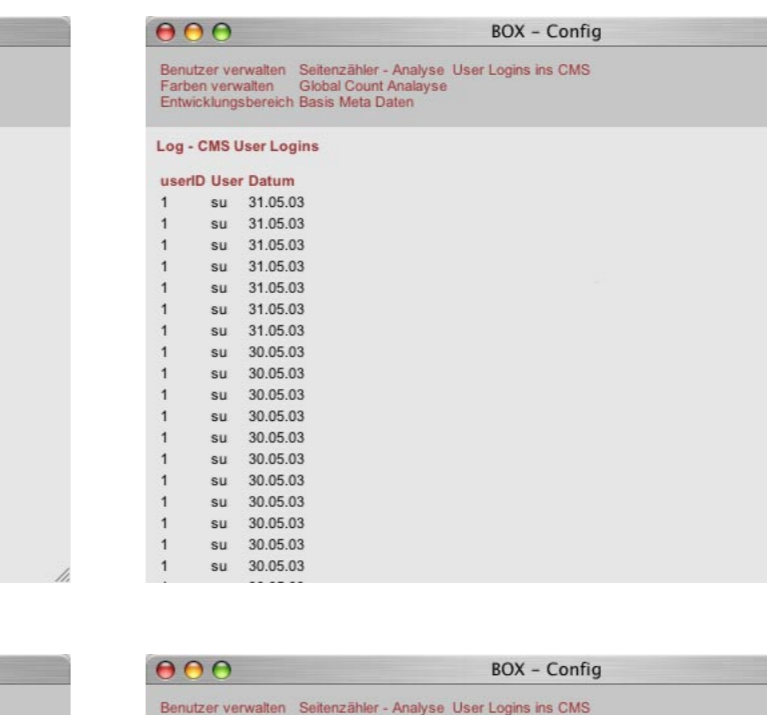 BOX - Config
Benutzer verwalten Seitenzähler - Analyse User Logins ins CMS
Farben verwalten Global Count Analayse
Entwicklungsbereich Basis Meta Daten
Log - CMS User Logins
userID User Datum
1 su 31.05.03
1 su 31.05.03
1 su 31.05.03
1 su 31.05.03
1 su 31.05.03
1 su 31.05.03
1 su 31.05.03
1 su 30.05.03
1 su 30.05.03
1 su 30.05.03
1 su 30.05.03
1 su 30.05.03
1 su 30.05.03
1 su 30.05.03
1 su 30.05.03
1 su 30.05.03
1 su 30.05.03
1 su 30.05.03
BOX - Config
Benutzer verwalten Seitenzähler - Analyse User Logins ins CMS